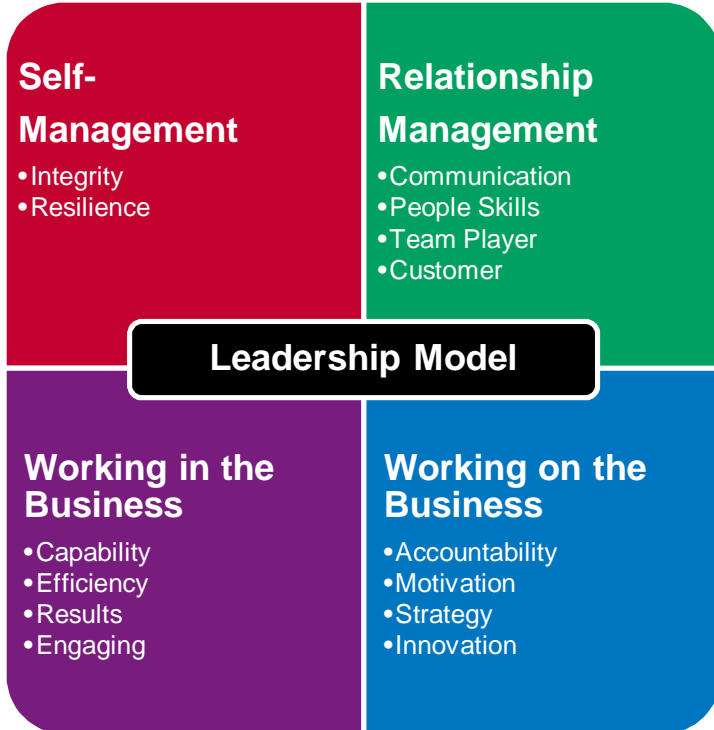 Self-
Management
•Integrity
•Resilience
Relationship
Management
•Communication
•People Skills
•Team Player
•Customer
Leadership Model
Working in the
Business
•Capability
•Efficiency
•Results
•Engaging
Working on the
Business
•Accountability
•Motivation
•Strategy
•Innovation